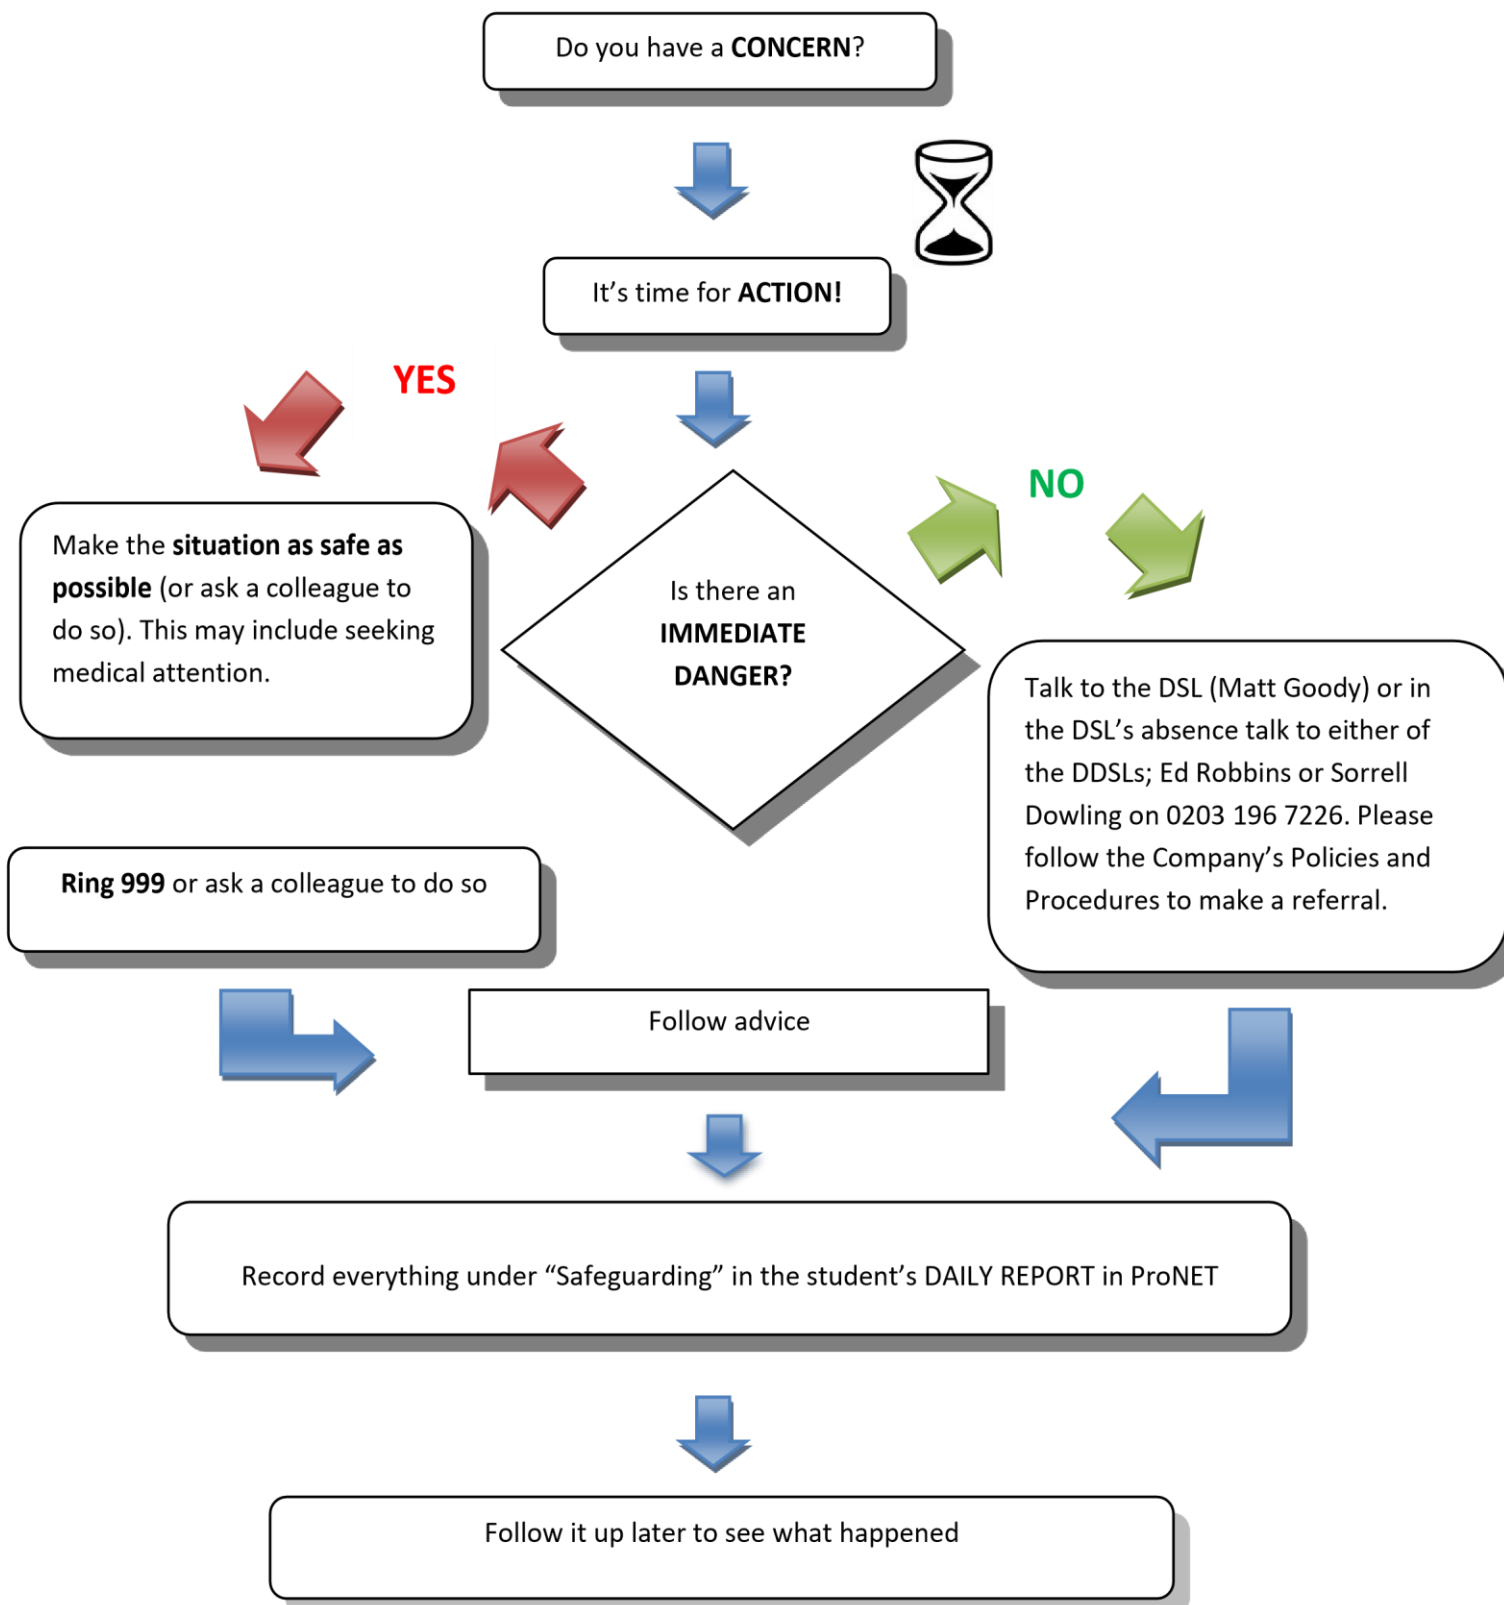 Do you have a CONCERN?
It’s time for ACTION!
YES
NO
Make the situation as safe as
possible (or ask a colleague to
do so). This may include seeking
medical attention.
Is there an
IMMEDIATE
DANGER?
Talk to the DSL (Matt Goody) or in
the DSL’s absence talk to either of
the DDSLs; Ed Robbins or Sorrell
Dowling on 0203 196 7226. Please
follow the Company’s Policies and
Procedures to make a referral.
Ring 999 or ask a colleague to do so
Follow advice
Record everything under “Safeguarding” in the student’s DAILY REPORT in ProNET
Follow it up later to see what happened